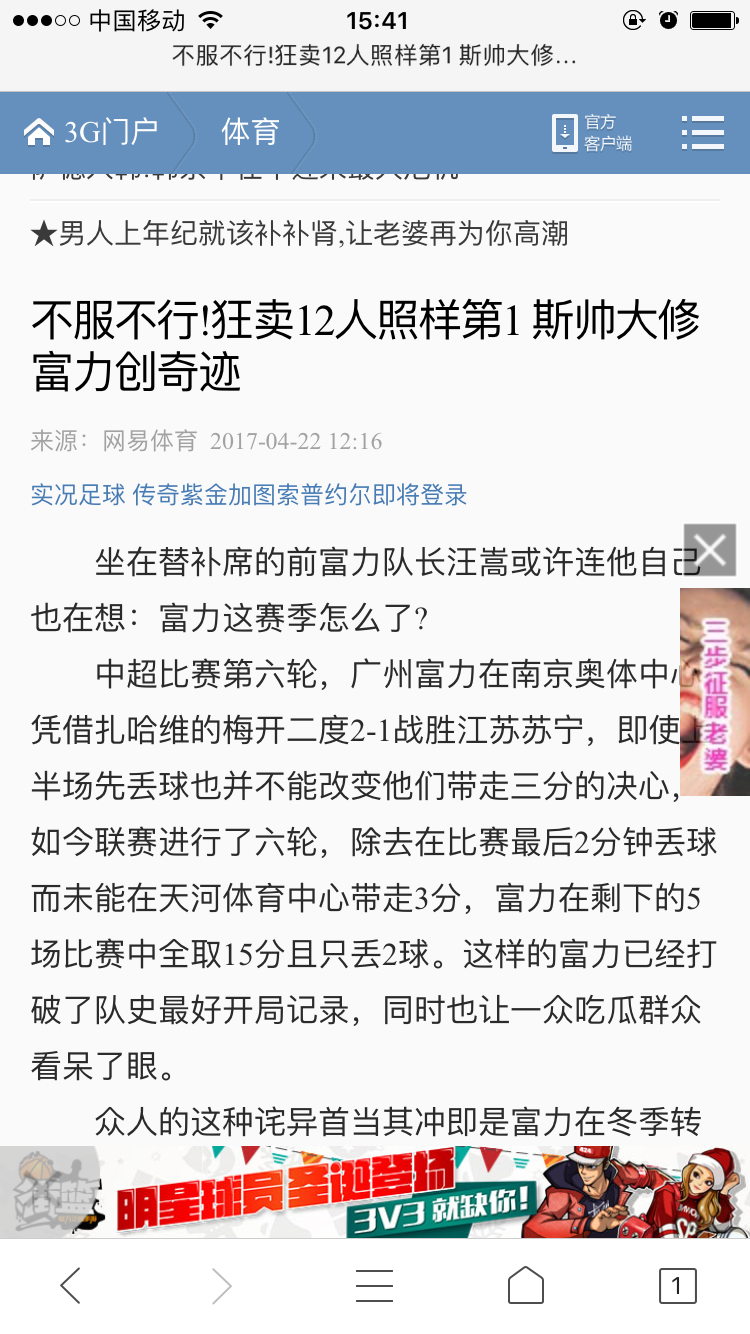 中国移动
15:41
不服不行!狂卖12人照样第1 斯帅大修...
3G门户
体育
官方
客户端
★男人上年纪就该补补肾,让老婆再为你高潮
不服不行!狂卖12人照样第1 斯帅大修
富力创奇迹
来源：网易体育 2017-04-22 12:16
实况足球 传奇紫金加图索普约尔即将登录
坐在替补席的前富力队长汪嵩或许连他自己
也在想：富力这赛季怎么了?
中超比赛第六轮，广州富力在南京奥体中心
凭借扎哈维的梅开二度2-1战胜江苏苏宁，即使上
半场先丢球也并不能改变他们带走三分的决心，
如今联赛进行了六轮，除去在比赛最后2分钟丢球
而未能在天河体育中心带走3分，富力在剩下的5
场比赛中全取15分且只丢2球。这样的富力已经打
破了队史最好开局记录，同时也让一众吃瓜群众
看呆了眼。
众人的这种诧异首当其冲即是富力在冬季转
三步征服老婆
街篮
明星球员圣诞登场
3V3 就缺你!
1